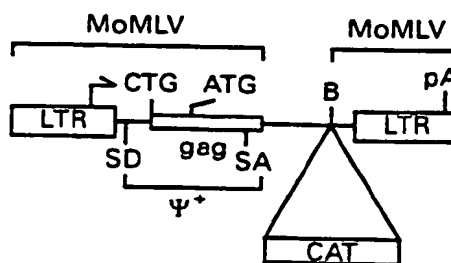 MoMLV MoMLV
CTG ATG B pA
LTR gag LTR
SD SA
Ψ+
CAT